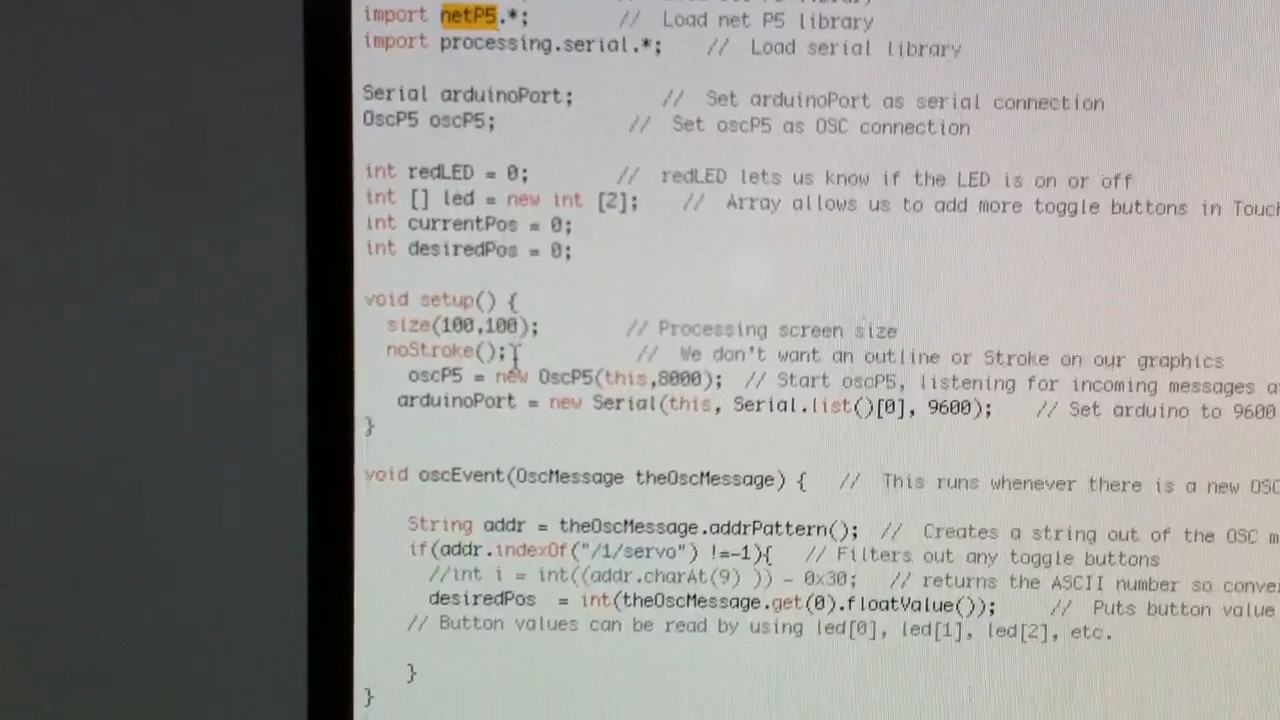 import netP5.*;        //  Load net P5 library
import processing.serial.*;    //  Load serial library
Serial arduinoPort;        //  Set arduinoPort as serial connection
OscP5 oscP5;            //  Set oscP5 as OSC connection
int redLED = 0;        //  redLED lets us know if the LED is on or off
int [] led = new int [2];    //  Array allows us to add more toggle buttons in Touch
int currentPos = 0;
int desiredPos = 0;
void setup() {
size(100,100);        // Processing screen size
noStroke();            //  We don't want an outline or Stroke on our graphics
oscP5 = new OscP5(this,8000);  // Start oscP5, listening for incoming messages a
arduinoPort = new Serial(this, Serial.list()[0], 9600);    // Set arduino to 9600
}
void oscEvent(OscMessage theOscMessage) {   //  This runs whenever there is a new OSC
String addr = theOscMessage.addrPattern();  //  Creates a string out of the OSC m
if(addr.indexOf("/1/servo") !=-1){   // Filters out any toggle buttons
//int i = int((addr.charAt(9) )) - 0x30;   // returns the ASCII number so conver
desiredPos  = int(theOscMessage.get(0).floatValue());     //  Puts button value
// Button values can be read by using led[0], led[1], led[2], etc.
}
}